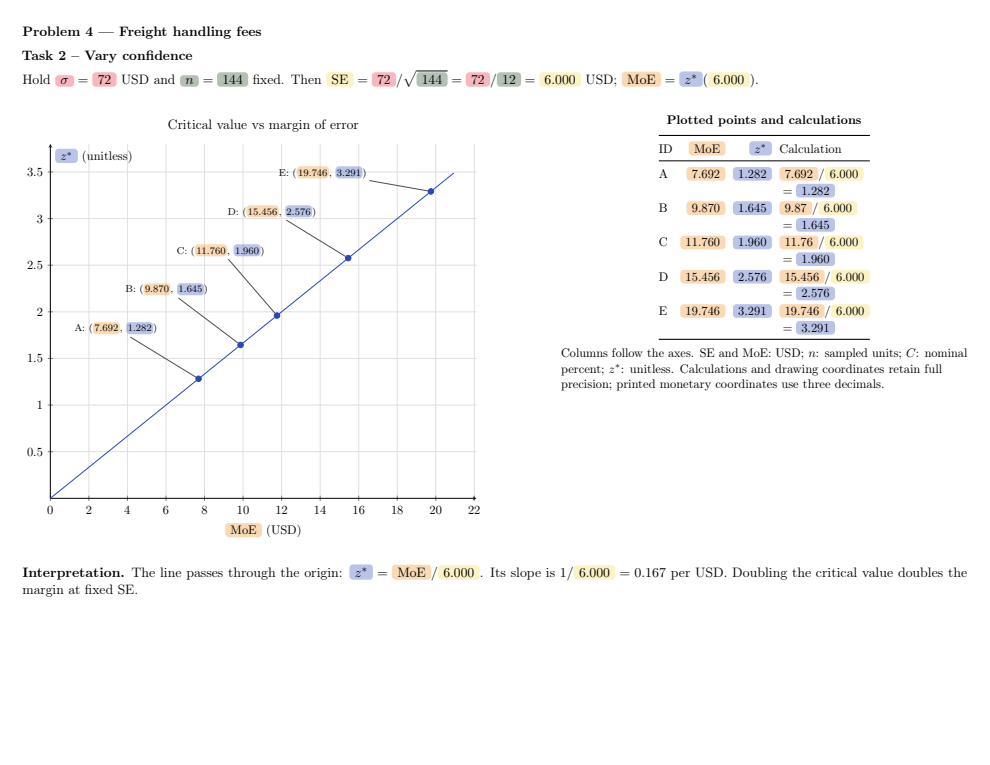 Problem 4 — Freight handling fees
Task 2 – Vary confidence
Hold σ = 72 USD and n = 144 fixed. Then SE = 72/√144 = 72/12 = 6.000 USD; MoE = z*(6.000).
Critical value vs margin of error
z* (unitless)
3.5
3
2.5
2
1.5
1
0.5
E: (19.746, 3.291)
D: (15.456, 2.576)
C: (11.760, 1.960)
B: (9.870, 1.645)
A: (7.692, 1.282)
0 2 4 6 8 10 12 14 16 18 20 22
MoE (USD)
Plotted points and calculations
ID MoE z* Calculation
A 7.692 1.282 7.692 / 6.000
= 1.282
B 9.870 1.645 9.87 / 6.000
= 1.645
C 11.760 1.960 11.76 / 6.000
= 1.960
D 15.456 2.576 15.456 / 6.000
= 2.576
E 19.746 3.291 19.746 / 6.000
= 3.291
Columns follow the axes. SE and MoE: USD; n: sampled units; C: nominal
percent; z*: unitless. Calculations and drawing coordinates retain full
precision; printed monetary coordinates use three decimals.
Interpretation. The line passes through the origin: z* = MoE / 6.000. Its slope is 1/ 6.000 = 0.167 per USD. Doubling the critical value doubles the
margin at fixed SE.